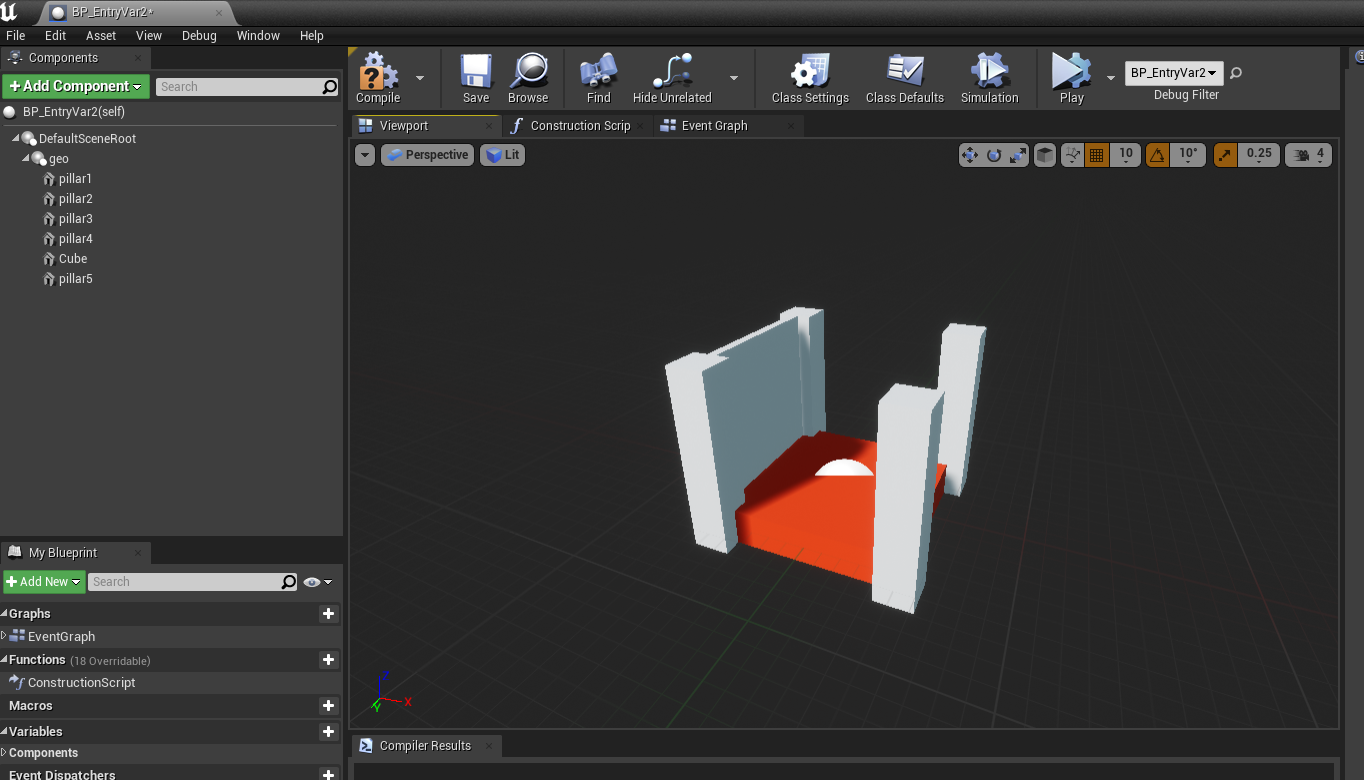 BP_EntryVar2*
File Edit Asset View Debug Window Help
Components
Add Component
Search
BP_EntryVar2(self)
DefaultSceneRoot
geo
pillar1
pillar2
pillar3
pillar4
Cube
pillar5
My Blueprint
Add New
Search
Graphs
EventGraph
Functions (18 Overridable)
ConstructionScript
Macros
Variables
Components
Event Dispatchers
Compile
Save
Browse
Find
Hide Unrelated
Class Settings
Class Defaults
Simulation
Play
BP_EntryVar2
Debug Filter
Viewport
Construction Scrip
Event Graph
Perspective
Lit
10
10°
0.25
4
Z
X
Y
Compiler Results